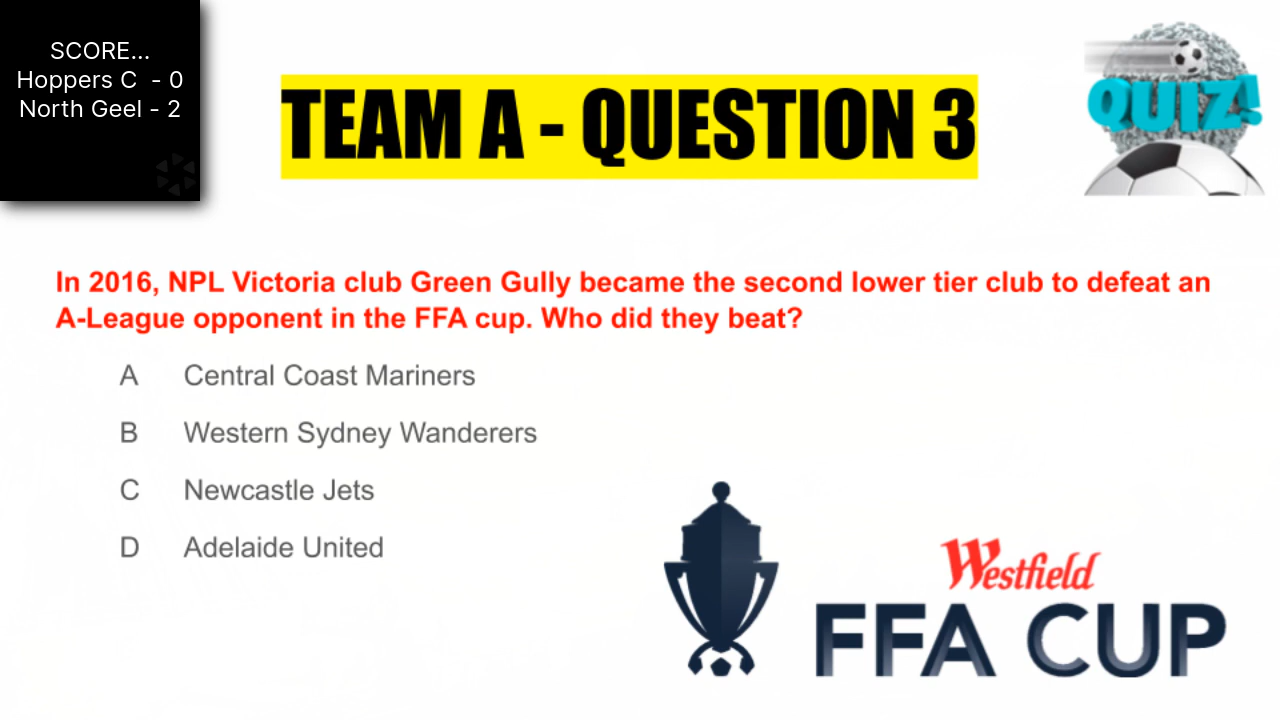 SCORE...
Hoppers C - 0
North Geel - 2
TEAM A - QUESTION 3
QUIZ!
In 2016, NPL Victoria club Green Gully became the second lower tier club to defeat an
A-League opponent in the FFA cup. Who did they beat?
A Central Coast Mariners
B Western Sydney Wanderers
C Newcastle Jets
D Adelaide United
Westfield
FFA CUP